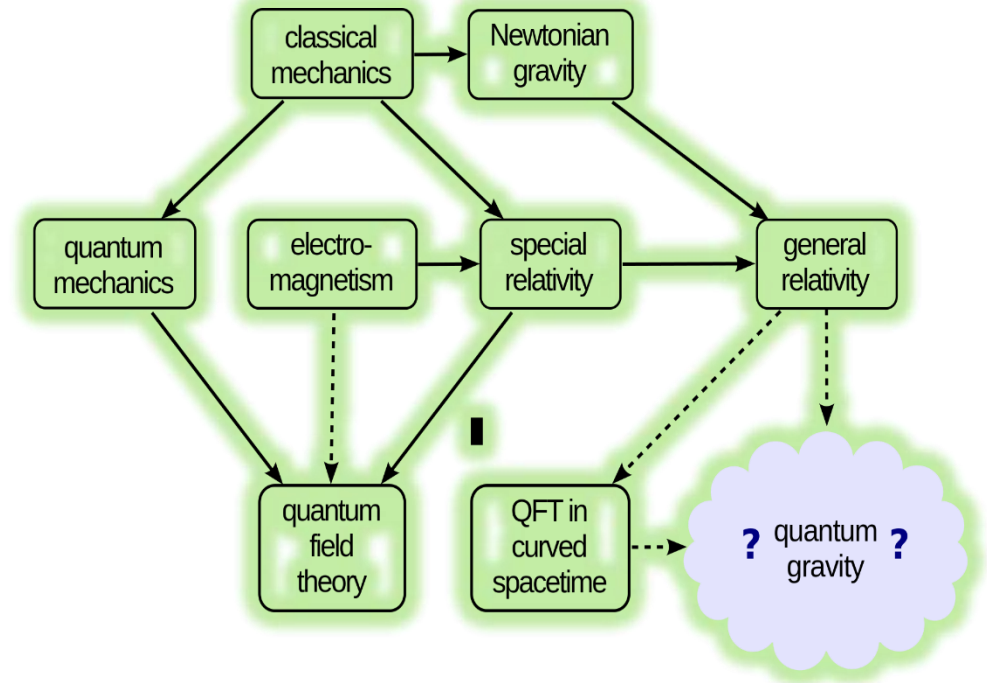 classical
mechanics
Newtonian
gravity
quantum
mechanics
electro-
magnetism
special
relativity
general
relativity
quantum
field
theory
QFT in
curved
spacetime
? quantum ?
gravity